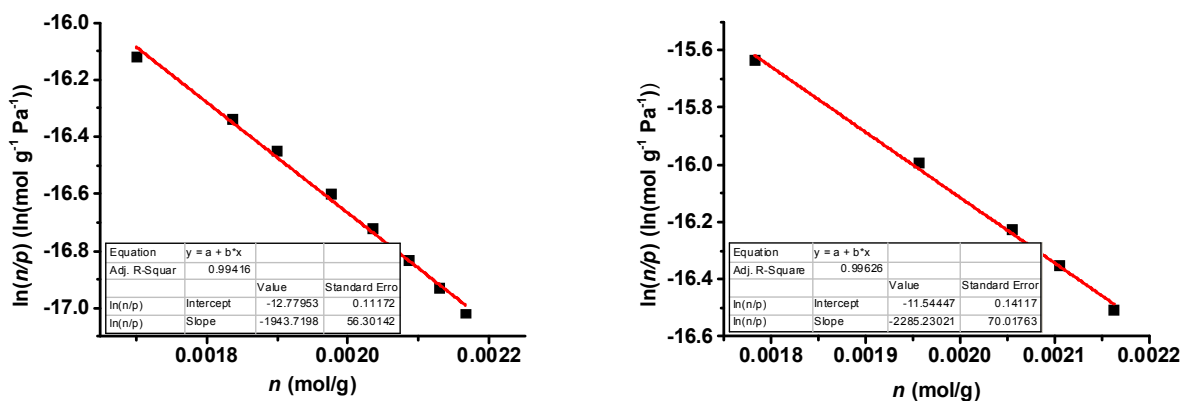 -16.0
-16.2
-16.4
-16.6
-16.8
-17.0
ln(n/p) (ln(mol g⁻¹ Pa⁻¹))
Equation y = a + b*x
Adj. R-Squar 0.99416
Value Standard Erro
ln(n/p) Intercept -12.77953 0.11172
ln(n/p) Slope -1943.7198 56.30142
0.0018 0.0020 0.0022
n (mol/g)
-15.6
-15.8
-16.0
-16.2
-16.4
-16.6
ln(n/p) (ln(mol g⁻¹ Pa⁻¹))
Equation y = a + b*x
Adj. R-Square 0.99626
Value Standard Error
ln(n/p) Intercept -11.54447 0.14117
ln(n/p) Slope -2285.23021 70.01763
0.0018 0.0019 0.0020 0.0021 0.0022
n (mol/g)